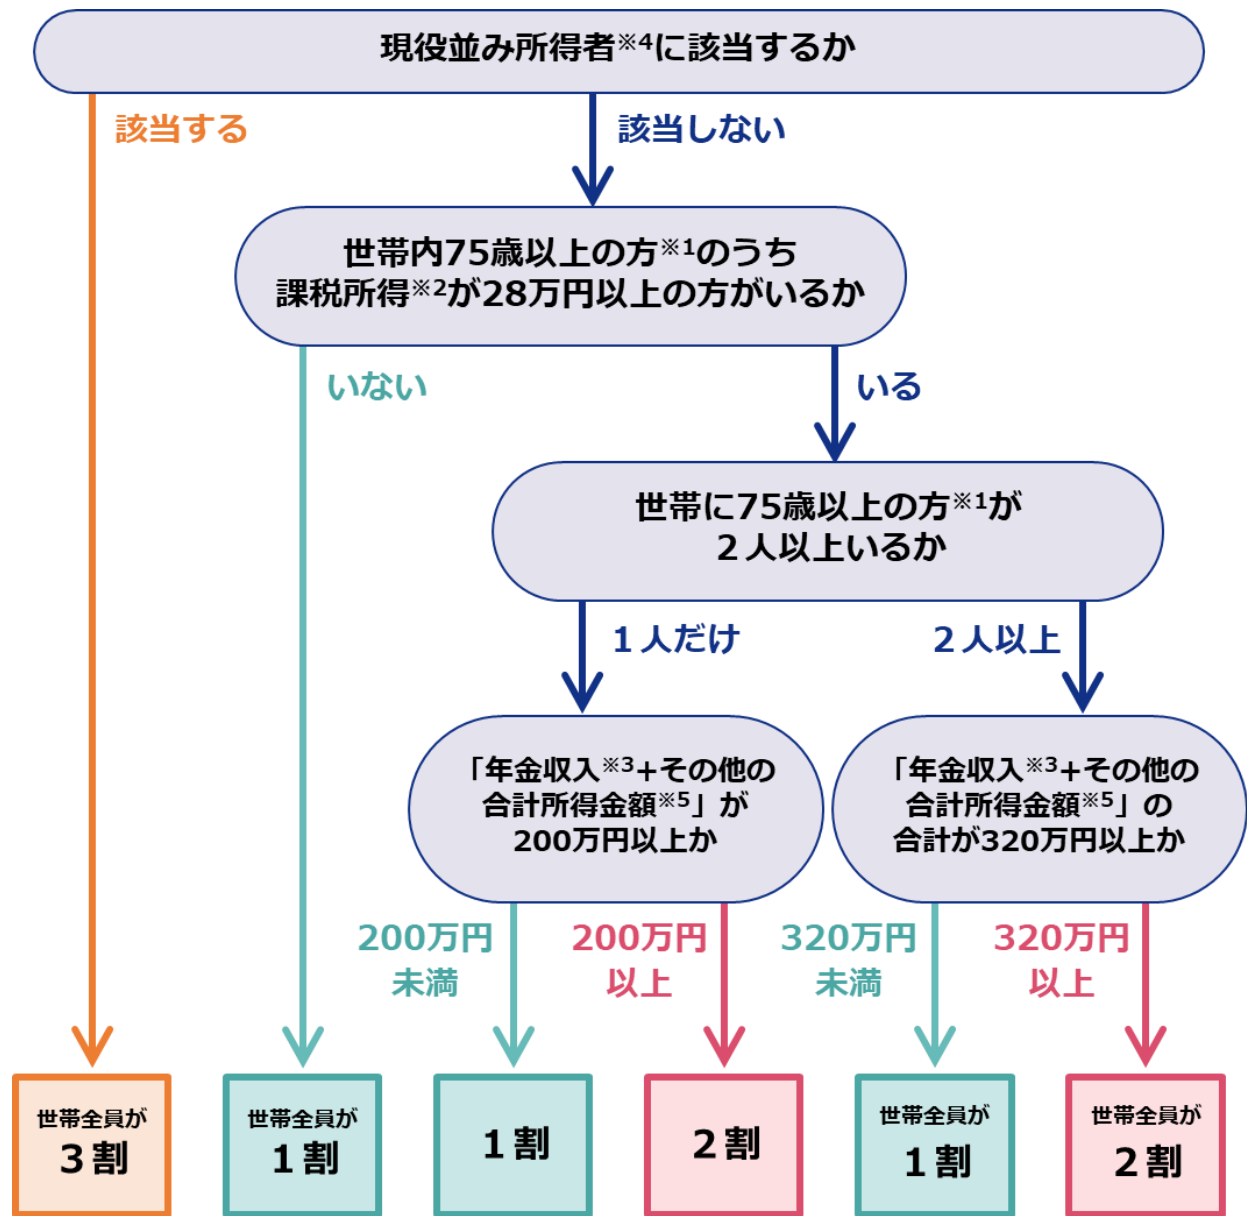 現役並み所得者※4に該当するか
該当する
該当しない
世帯内75歳以上の方※1のうち
課税所得※2が28万円以上の方がいるか
いない
いる
世帯に75歳以上の方※1が
２人以上いるか
１人だけ
２人以上
「年金収入※3+その他の
合計所得金額※5」が
200万円以上か
「年金収入※3+その他の
合計所得金額※5」の
合計が320万円以上か
200万円
未満
200万円
以上
320万円
未満
320万円
以上
世帯全員が
３割
世帯全員が
１割
１割
２割
世帯全員が
１割
世帯全員が
２割